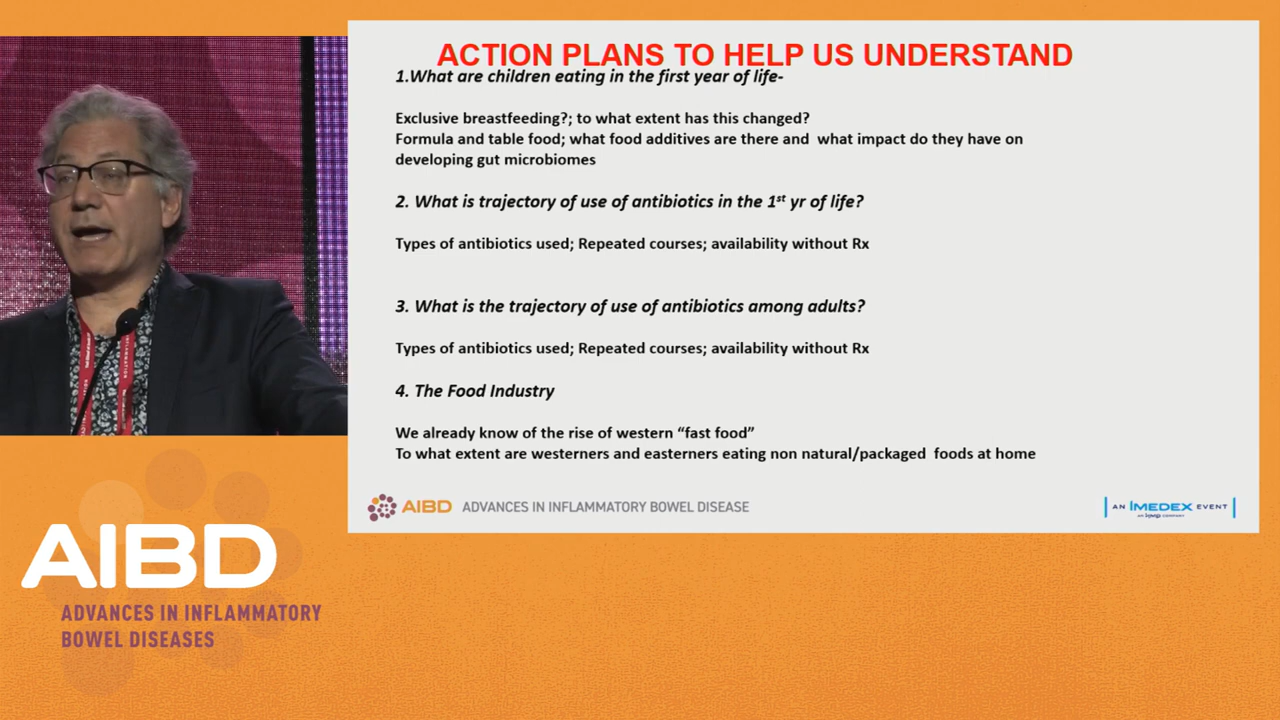 ACTION PLANS TO HELP US UNDERSTAND
1.What are children eating in the first year of life-
Exclusive breastfeeding?; to what extent has this changed?
Formula and table food; what food additives are there and what impact do they have on
developing gut microbiomes
2. What is trajectory of use of antibiotics in the 1st yr of life?
Types of antibiotics used; Repeated courses; availability without Rx
3. What is the trajectory of use of antibiotics among adults?
Types of antibiotics used; Repeated courses; availability without Rx
4. The Food Industry
We already know of the rise of western “fast food”
To what extent are westerners and easterners eating non natural/packaged foods at home
AIBD ADVANCES IN INFLAMMATORY BOWEL DISEASE
AN IMEDEX EVENT
AIBD
ADVANCES IN INFLAMMATORY
BOWEL DISEASES